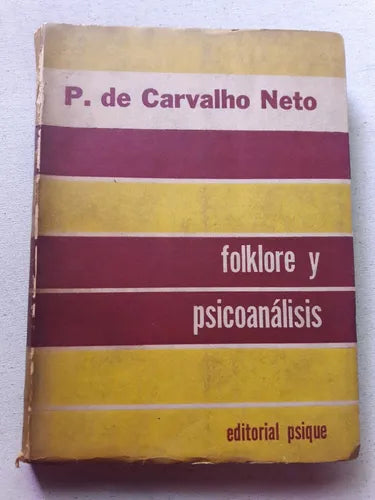 P. de Carvalho Neto
folklore y
psicoanálisis
editorial psique